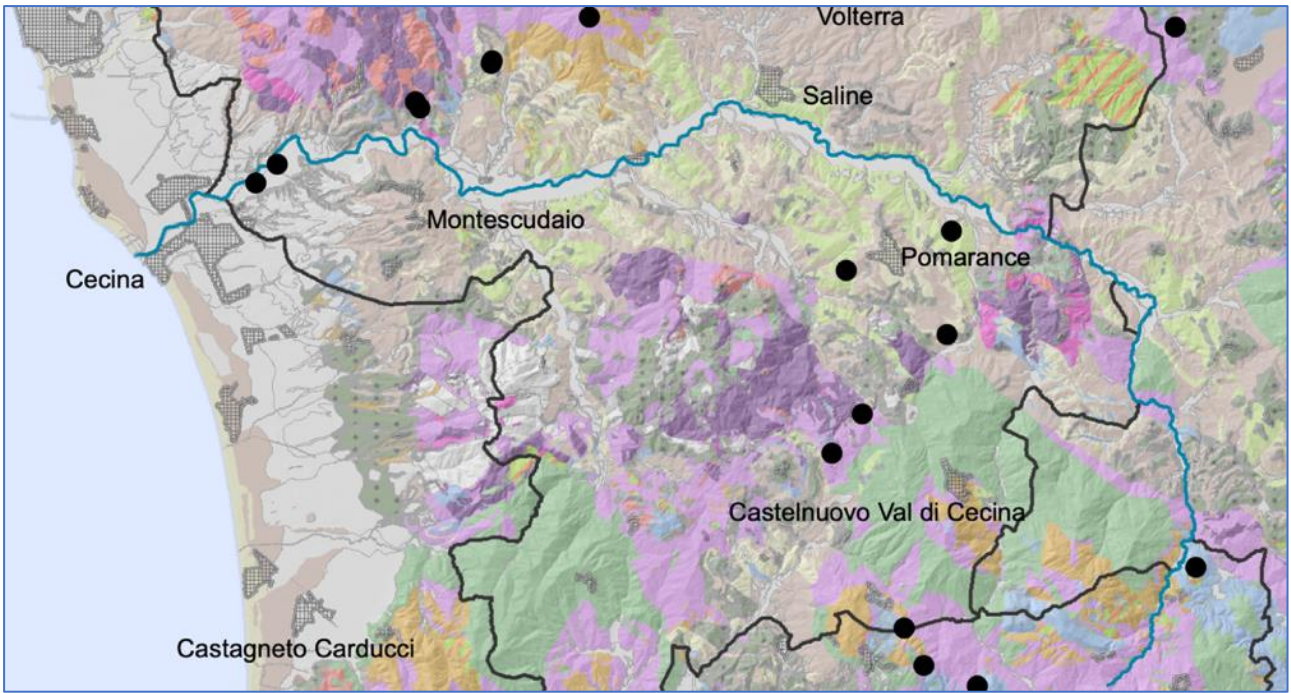 Volterra
Saline
Montescudaio
Pomarance
Cecina
Castelnuovo Val di Cecina
Castagneto Carducci